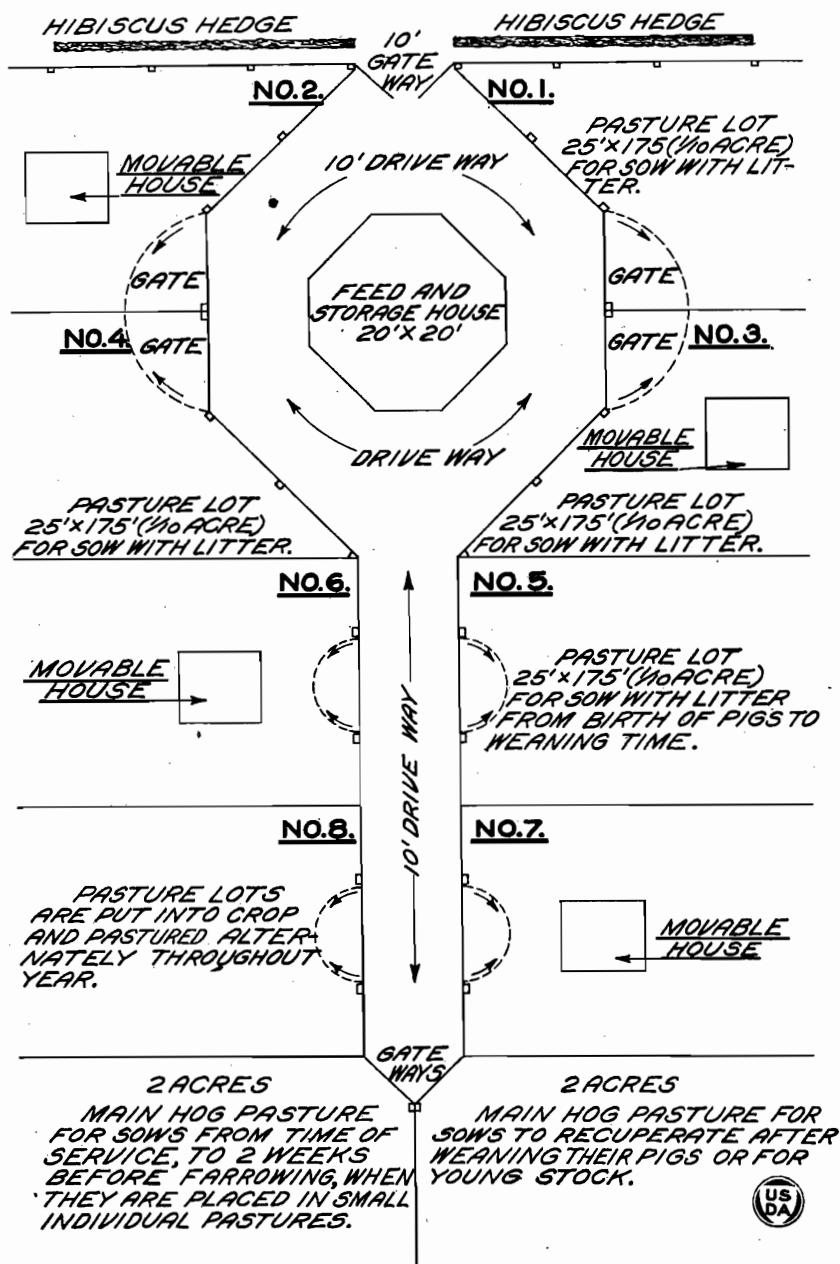 HIBISCUS HEDGE
HIBISCUS HEDGE
10'
GATE
WAY
NO.2.
NO.1.
PASTURE LOT
25'X175'(1/10 ACRE)
FOR SOW WITH LIT-
TER.
MOVABLE
HOUSE
10' DRIVE WAY
GATE
FEED AND
STORAGE HOUSE
20'X20'
GATE
NO.4.
GATE
GATE
NO.3.
MOVABLE
HOUSE
DRIVE WAY
PASTURE LOT
25'X175'(1/10 ACRE)
FOR SOW WITH LITTER.
PASTURE LOT
25'X175'(1/10 ACRE)
FOR SOW WITH LITTER.
NO.6.
NO.5.
MOVABLE
HOUSE
PASTURE LOT
25'X175'(1/10 ACRE)
FOR SOW WITH LITTER
FROM BIRTH OF PIGS TO
WEANING TIME.
10' DRIVE WAY
NO.8.
NO.7.
PASTURE LOTS
ARE PUT INTO CROP
AND PASTURED ALTER-
NATELY THROUGHOUT
YEAR.
MOVABLE
HOUSE
GATE
WAYS
2 ACRES
MAIN HOG PASTURE
FOR SOWS FROM TIME OF
SERVICE, TO 2 WEEKS
BEFORE FARROWING, WHEN
THEY ARE PLACED IN SMALL
INDIVIDUAL PASTURES.
2 ACRES
MAIN HOG PASTURE FOR
SOWS TO RECUPERATE AFTER
WEANING THEIR PIGS OR FOR
YOUNG STOCK.
US
DA